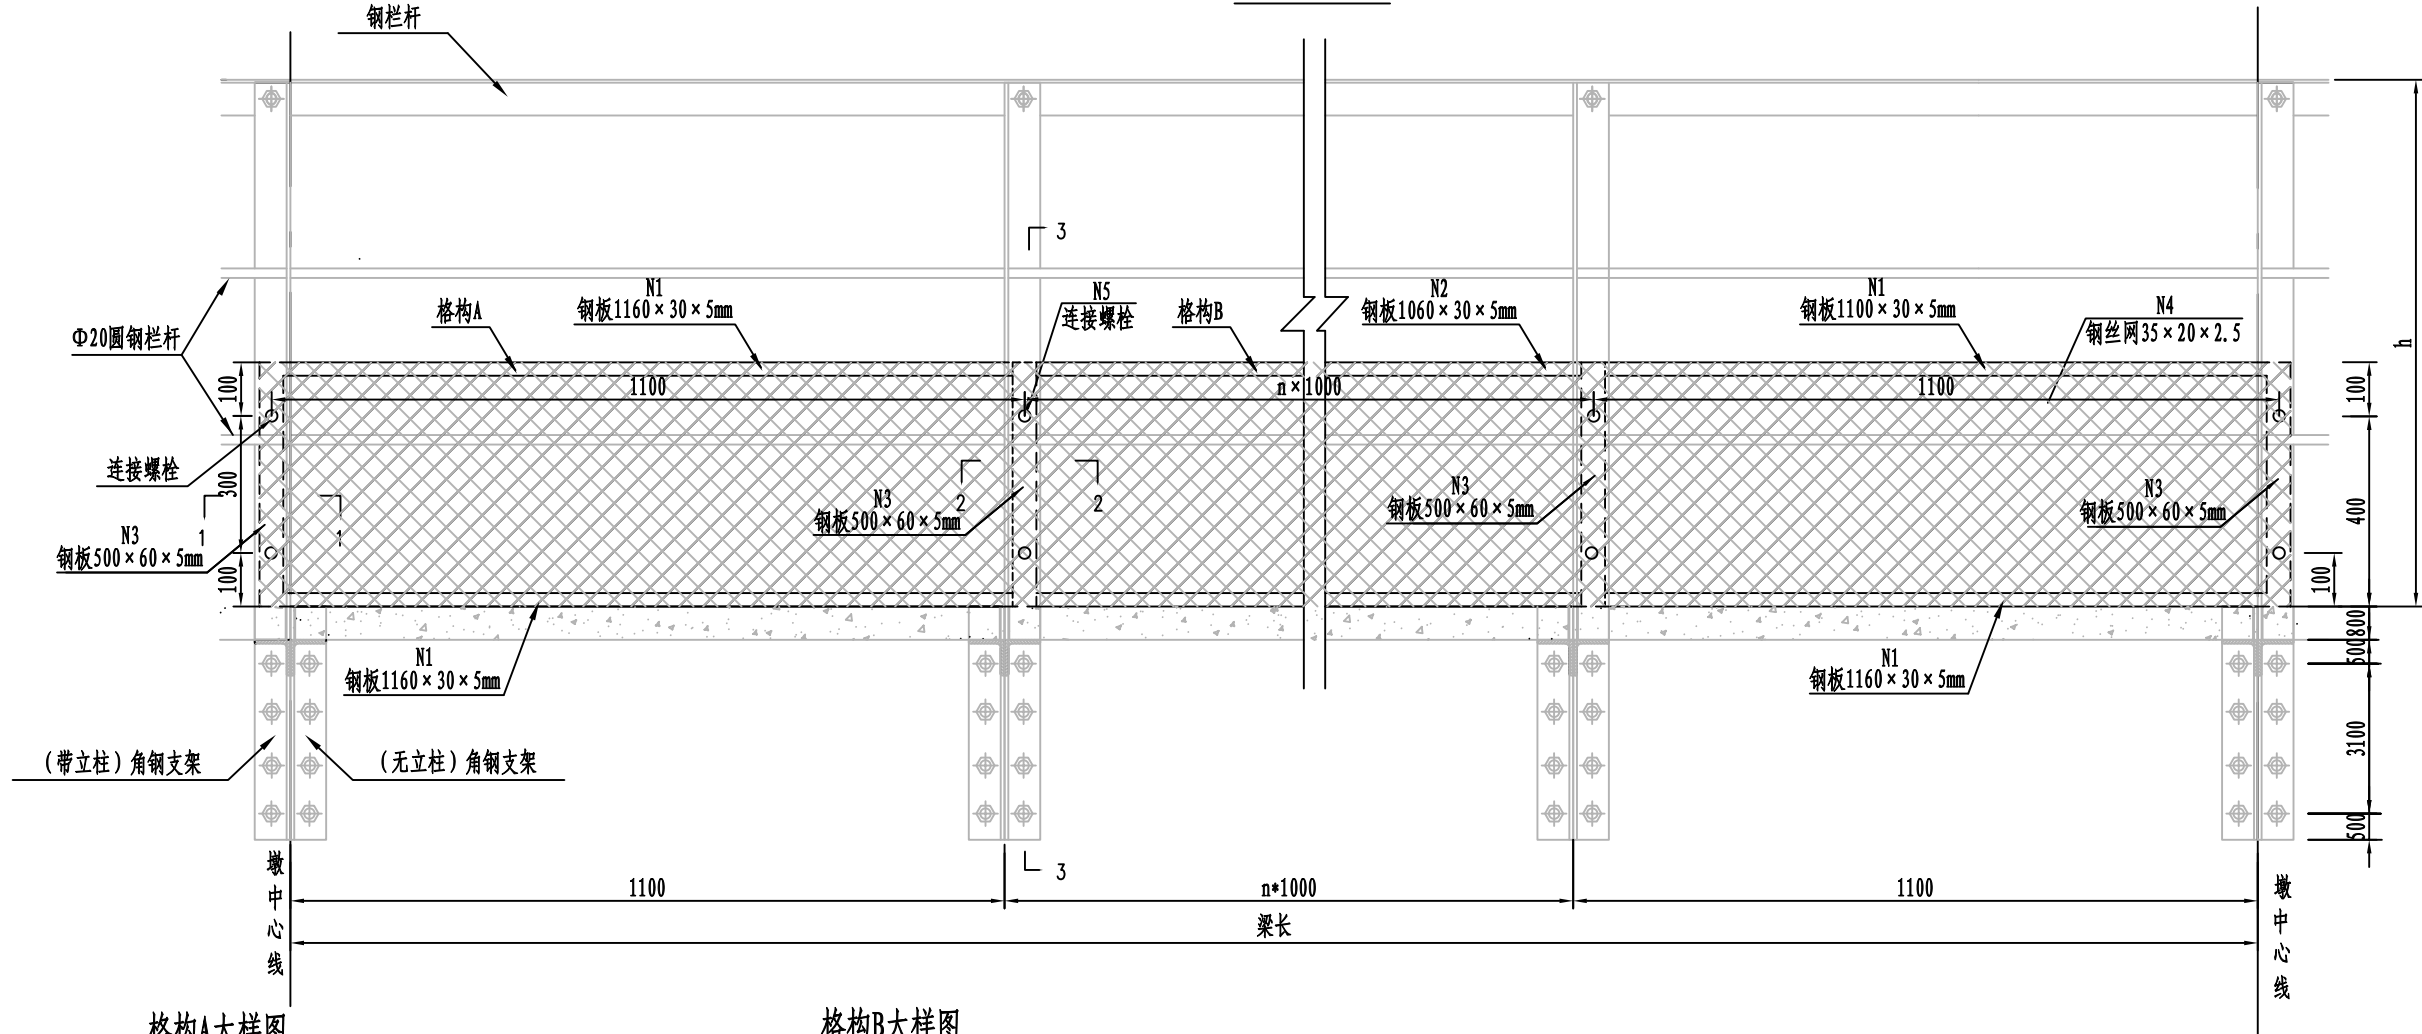 钢栏杆
3
N1
钢板1160×30×5mm
格构A
N5
连接螺栓
格构B
N2
钢板1060×30×5mm
N1
钢板1100×30×5mm
N4
钢丝网35×20×2.5
Φ20圆钢栏杆
h
100
1100
n×1000
1100
100
连接螺栓
300
N3
钢板500×60×5mm
1
1
N3
钢板500×60×5mm
2
2
N3
钢板500×60×5mm
N3
钢板500×60×5mm
400
100
100
800
500
N1
钢板1160×30×5mm
N1
钢板1160×30×5mm
3100
（带立柱）角钢支架
（无立柱）角钢支架
500
3
墩中心线
1100
n*1000
1100
墩中心线
梁长
格构A大样图
格构B大样图